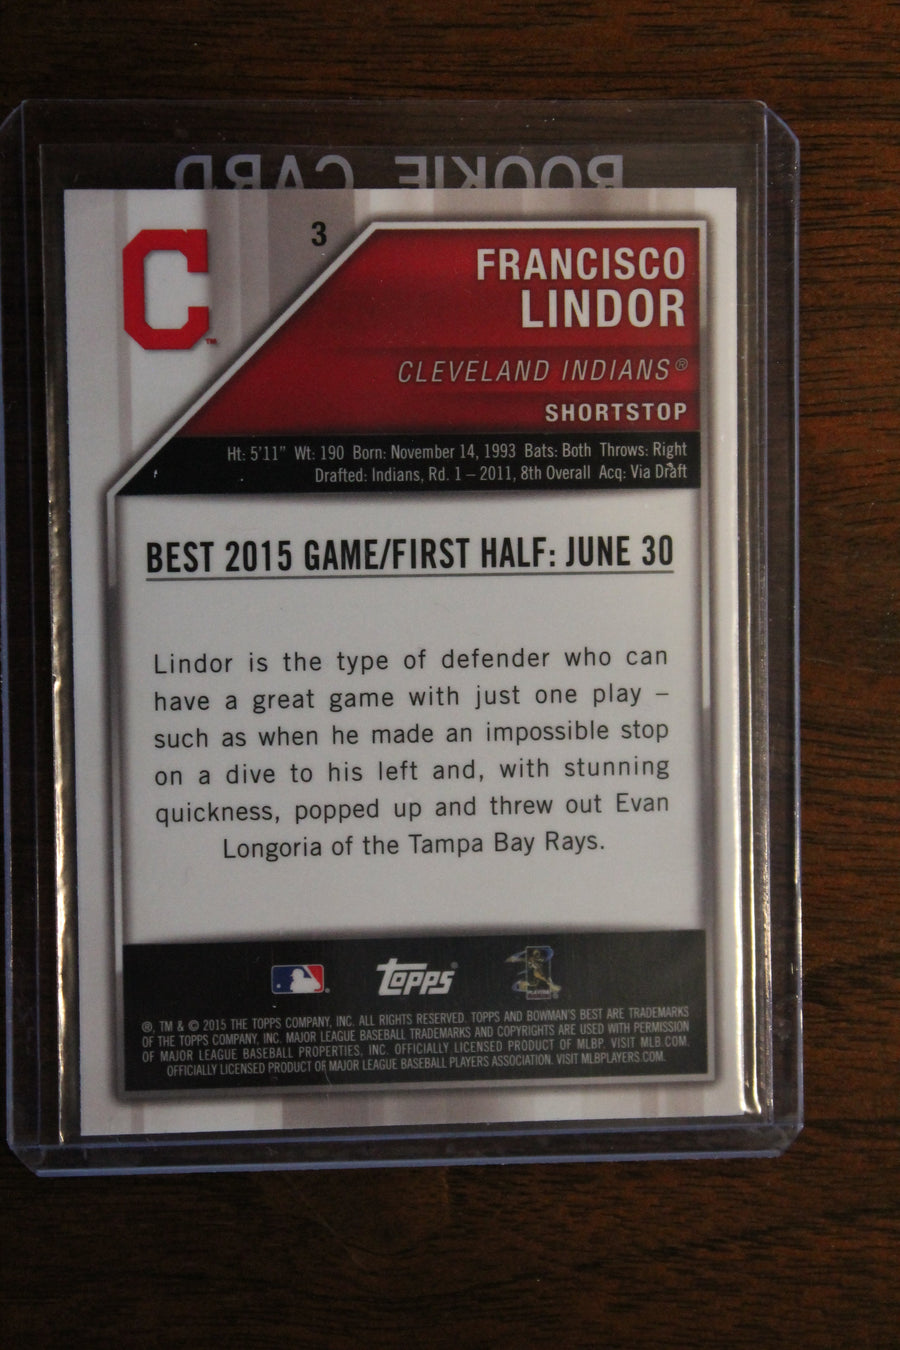 ROOKIE CARD
C™
3
FRANCISCO
LINDOR
CLEVELAND INDIANS®
SHORTSTOP
Ht: 5'11" Wt: 190 Born: November 14, 1993 Bats: Both Throws: Right
Drafted: Indians, Rd. 1 – 2011, 8th Overall Acq: Via Draft
BEST 2015 GAME/FIRST HALF: JUNE 30
Lindor is the type of defender who can
have a great game with just one play –
such as when he made an impossible stop
on a dive to his left and, with stunning
quickness, popped up and threw out Evan
Longoria of the Tampa Bay Rays.
Topps®
®, TM & © 2015 THE TOPPS COMPANY, INC. ALL RIGHTS RESERVED. TOPPS AND BOWMAN'S BEST ARE TRADEMARKS
OF THE TOPPS COMPANY, INC. MAJOR LEAGUE BASEBALL TRADEMARKS AND COPYRIGHTS ARE USED WITH PERMISSION
OF MAJOR LEAGUE BASEBALL PROPERTIES, INC. OFFICIALLY LICENSED PRODUCT OF MLBP. VISIT MLB.COM.
OFFICIALLY LICENSED PRODUCT OF MAJOR LEAGUE BASEBALL PLAYERS ASSOCIATION. VISIT MLBPLAYERS.COM.